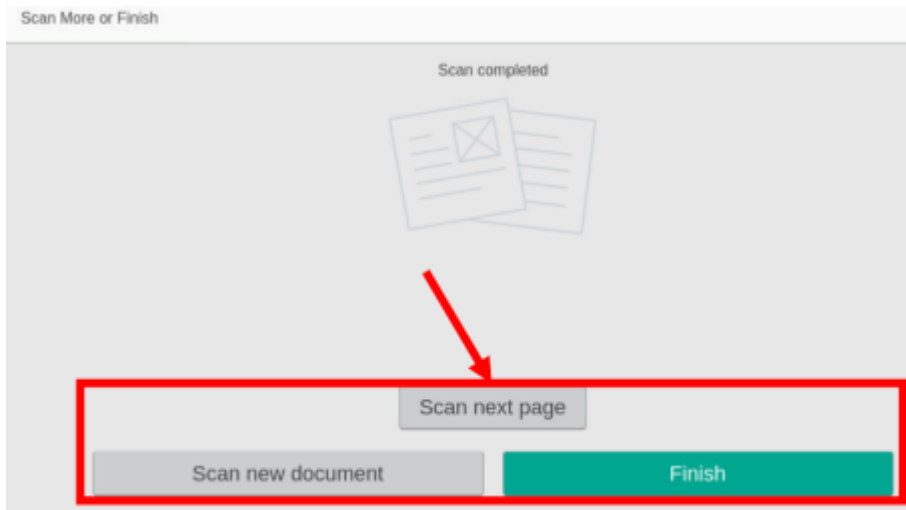 Scan More or Finish
Scan completed
Scan next page
Scan new document
Finish